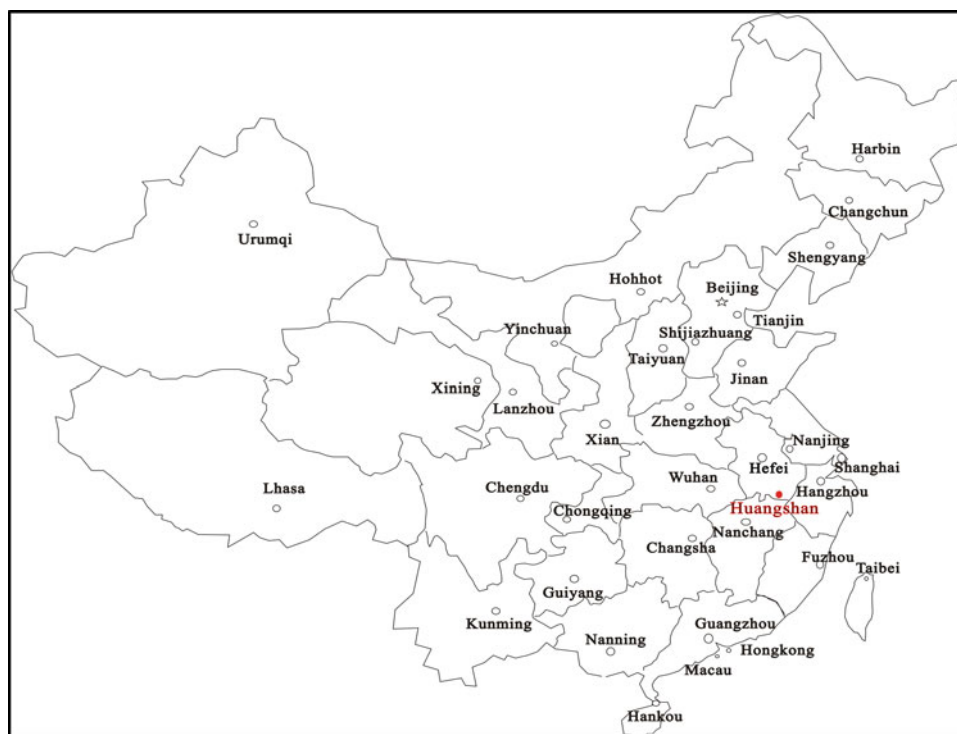 Harbin
Changchun
Urumqi
Shengyang
Hohhot
Beijing
Tianjin
Yinchuan
Shijiazhuang
Taiyuan
Jinan
Xining
Lanzhou
Zhengzhou
Xian
Nanjing
Hefei
Shanghai
Wuhan
Lhasa
Chengdu
Hangzhou
Huangshan
Chongqing
Nanchang
Changsha
Fuzhou
Taibei
Guiyang
Kunming
Guangzhou
Nanning
Hongkong
Macau
Hankou